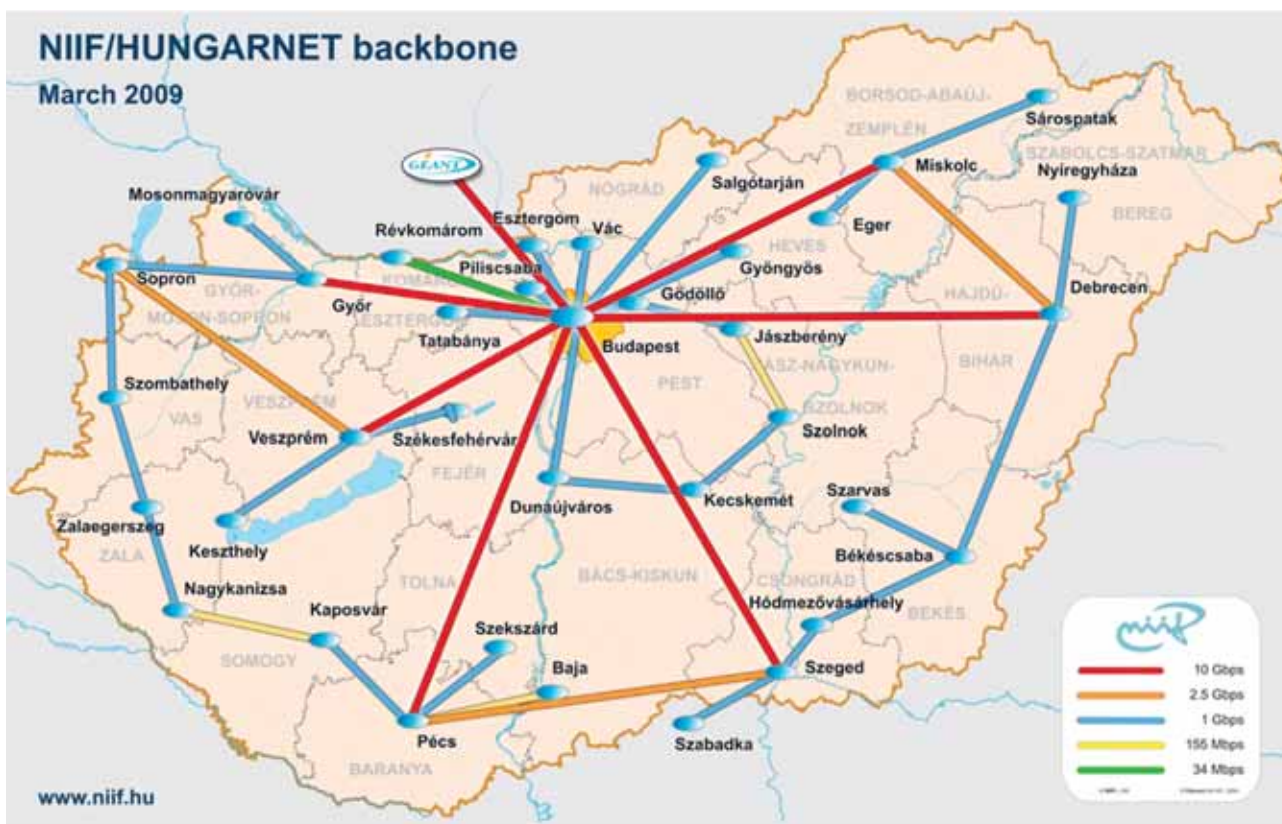 NIIF/HUNGARNET backbone
March 2009
BORSOD-ABAÚJ-
ZEMPLÉN
Sárospatak
SZABOLCS-SZATMÁR
BEREG
GÉANT
NÓGRÁD
Salgótarján
Miskolc
Nyíregyháza
Mosonmagyaróvár
Révkomárom
Esztergom
Vác
Eger
HEVES
Gyöngyös
Piliscsaba
Sopron
GYŐR-
MOSON-SOPRON
Győr
ESZTERGOM
Gödöllő
HAJDÚ-
BIHAR
Debrecen
Tatabánya
Budapest
Jászberény
PEST
Szombathely
VAS
VESZPRÉM
Veszprém
Székesfehérvár
FEJÉR
SZOLNOK
Szolnok
Dunaújváros
Kecskemét
Szarvas
Zalaegerszeg
ZALA
Keszthely
Békéscsaba
BÁCS-KISKUN
CSONGRÁD
BÉKÉS
TOLNA
Nagykanizsa
Kaposvár
Hódmezővásárhely
SOMOGY
Szekszárd
Baja
Szeged
Pécs
Szabadka
BARANYA
niif
10 Gbps
2.5 Gbps
1 Gbps
155 Mbps
34 Mbps
www.niif.hu